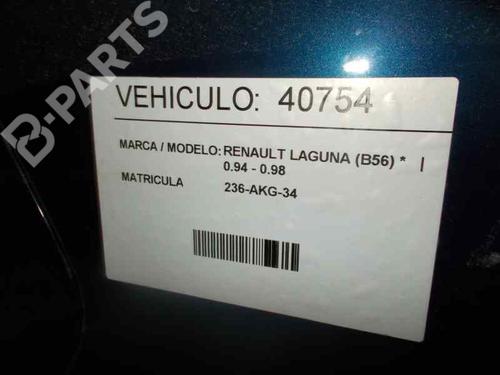 B-PARTS
VEHICULO: 40754
MARCA / MODELO: RENAULT LAGUNA (B56) * I
0.94 - 0.98
MATRICULA 236-AKG-34